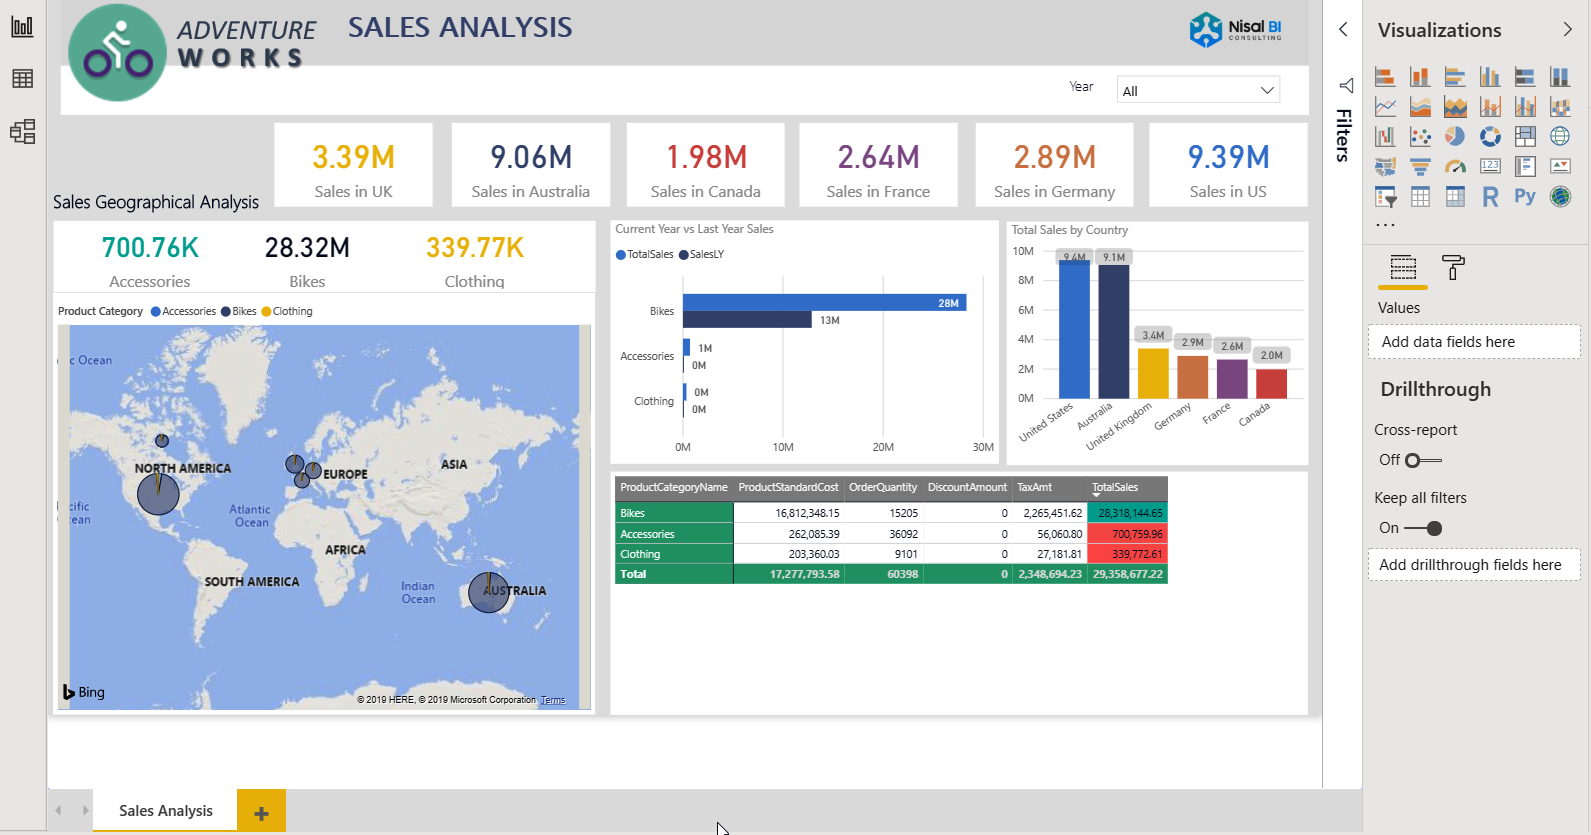 ADVENTURE
WORKS
SALES ANALYSIS
Nisal BI
CONSULTING
Year
All
3.39M
Sales in UK
9.06M
Sales in Australia
1.98M
Sales in Canada
2.64M
Sales in France
2.89M
Sales in Germany
9.39M
Sales in US
Sales Geographical Analysis
700.76K
Accessories
28.32M
Bikes
339.77K
Clothing
Product Category Accessories Bikes Clothing
c Ocean
NORTH AMERICA
EUROPE
ASIA
cific
cean
Atlantic
Ocean
AFRICA
SOUTH AMERICA
Indian
Ocean
AUSTRALIA
Bing
© 2019 HERE, © 2019 Microsoft Corporation Terms
Current Year vs Last Year Sales
TotalSales SalesLY
Bikes
28M
13M
Accessories
1M
0M
Clothing
0M
0M
0M 10M 20M 30M
Total Sales by Country
10M
8M
6M
4M
2M
0M
9.4M
9.1M
3.4M
2.9M
2.6M
2.0M
United States
Australia
United Kingdom
Germany
France
Canada
ProductCategoryName ProductStandardCost OrderQuantity DiscountAmount TaxAmt TotalSales
Bikes 16,812,348.15 15205 0 2,265,451.62 28,318,144.65
Accessories 262,085.39 36092 0 56,060.80 700,759.96
Clothing 203,360.03 9101 0 27,181.81 339,772.61
Total 17,277,793.58 60398 0 2,348,694.23 29,358,677.22
Sales Analysis
+
Filters
Visualizations
123
R
Py
...
Values
Add data fields here
Drillthrough
Cross-report
Off
Keep all filters
On
Add drillthrough fields here